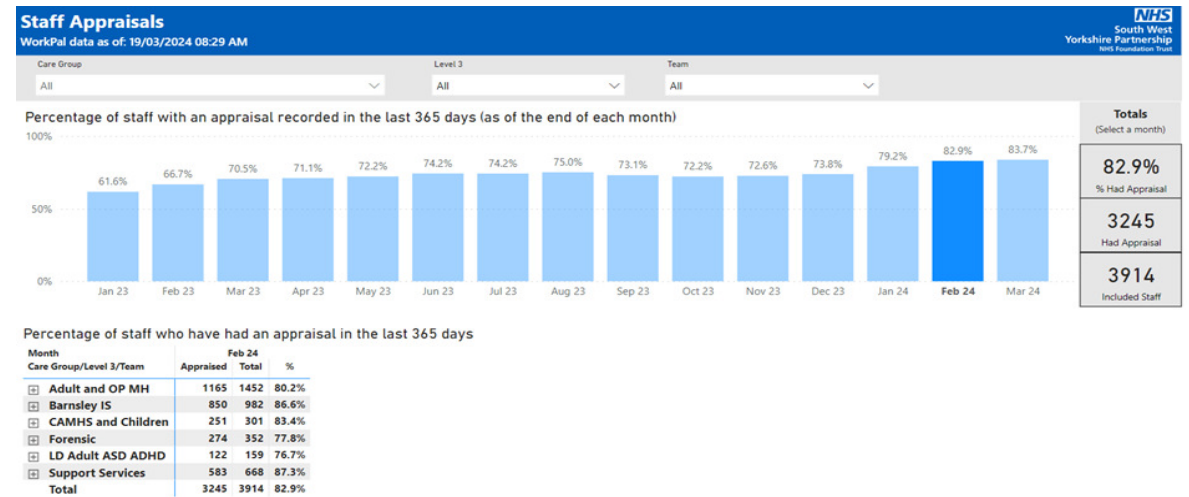 Staff Appraisals
WorkPal data as of: 19/03/2024 08:29 AM
NHS
South West
Yorkshire Partnership
NHS Foundation Trust
Care Group
Level 3
Team
All
All
All
Percentage of staff with an appraisal recorded in the last 365 days (as of the end of each month)
100%
50%
0%
61.6% 66.7% 70.5% 71.1% 72.2% 74.2% 74.2% 75.0% 73.1% 72.2% 72.6% 73.8% 79.2% 82.9% 83.7%
Jan 23 Feb 23 Mar 23 Apr 23 May 23 Jun 23 Jul 23 Aug 23 Sep 23 Oct 23 Nov 23 Dec 23 Jan 24 Feb 24 Mar 24
Totals
(Select a month)
82.9%
% Had Appraisal
3245
Had Appraisal
3914
Included Staff
Percentage of staff who have had an appraisal in the last 365 days
Month Feb 24
Care Group/Level 3/Team Appraised Total %
Adult and OP MH 1165 1452 80.2%
Barnsley IS 850 982 86.6%
CAMHS and Children 251 301 83.4%
Forensic 274 352 77.8%
LD Adult ASD ADHD 122 159 76.7%
Support Services 583 668 87.3%
Total 3245 3914 82.9%